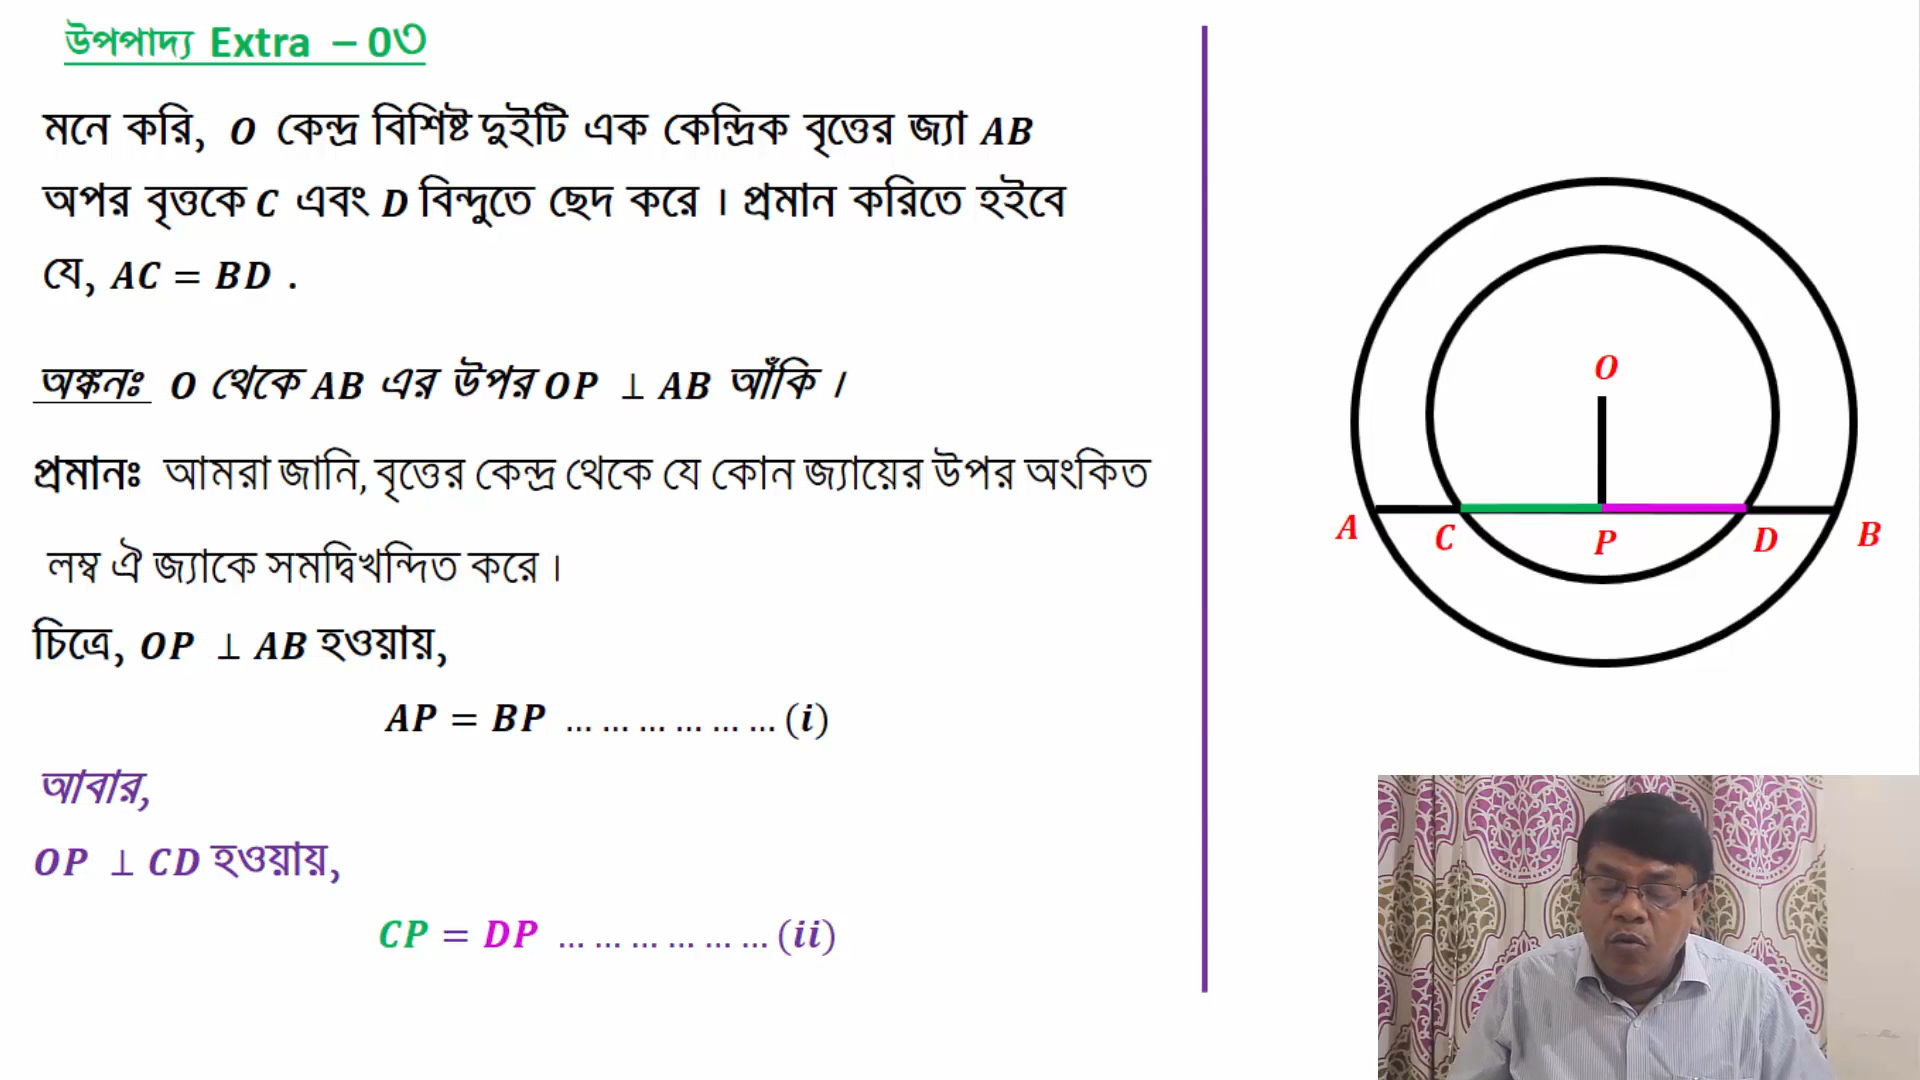 উপপাদ্য Extra – 0৩
মনে করি, O কেন্দ্র বিশিষ্ট দুইটি এক কেন্দ্রিক বৃত্তের জ্যা AB
অপর বৃত্তকে C এবং D বিন্দুতে ছেদ করে । প্রমান করিতে হইবে
যে, AC = BD .
অঙ্কনঃ O থেকে AB এর উপর OP ⊥ AB আঁকি ।
প্রমানঃ আমরা জানি, বৃত্তের কেন্দ্র থেকে যে কোন জ্যায়ের উপর অংকিত
লম্ব ঐ জ্যাকে সমদ্বিখন্দিত করে ।
চিত্রে, OP ⊥ AB হওয়ায়,
AP = BP … … … … … … (i)
আবার,
OP ⊥ CD হওয়ায়,
CP = DP … … … … … … (ii)
O
A C P D B